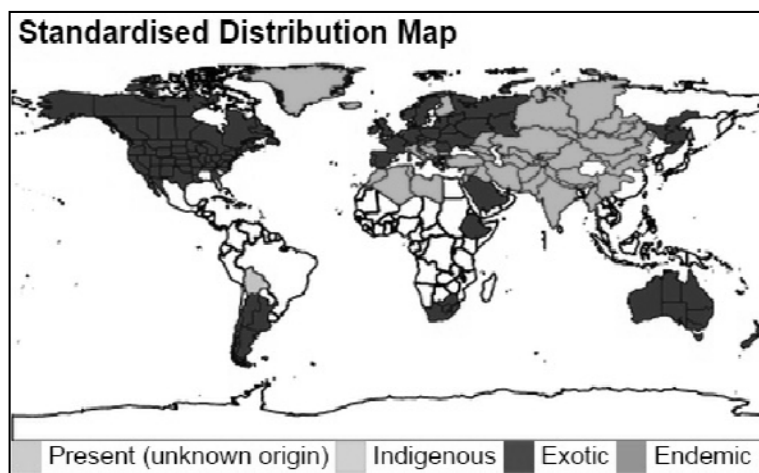 Standardised Distribution Map
Present (unknown origin) Indigenous Exotic Endemic